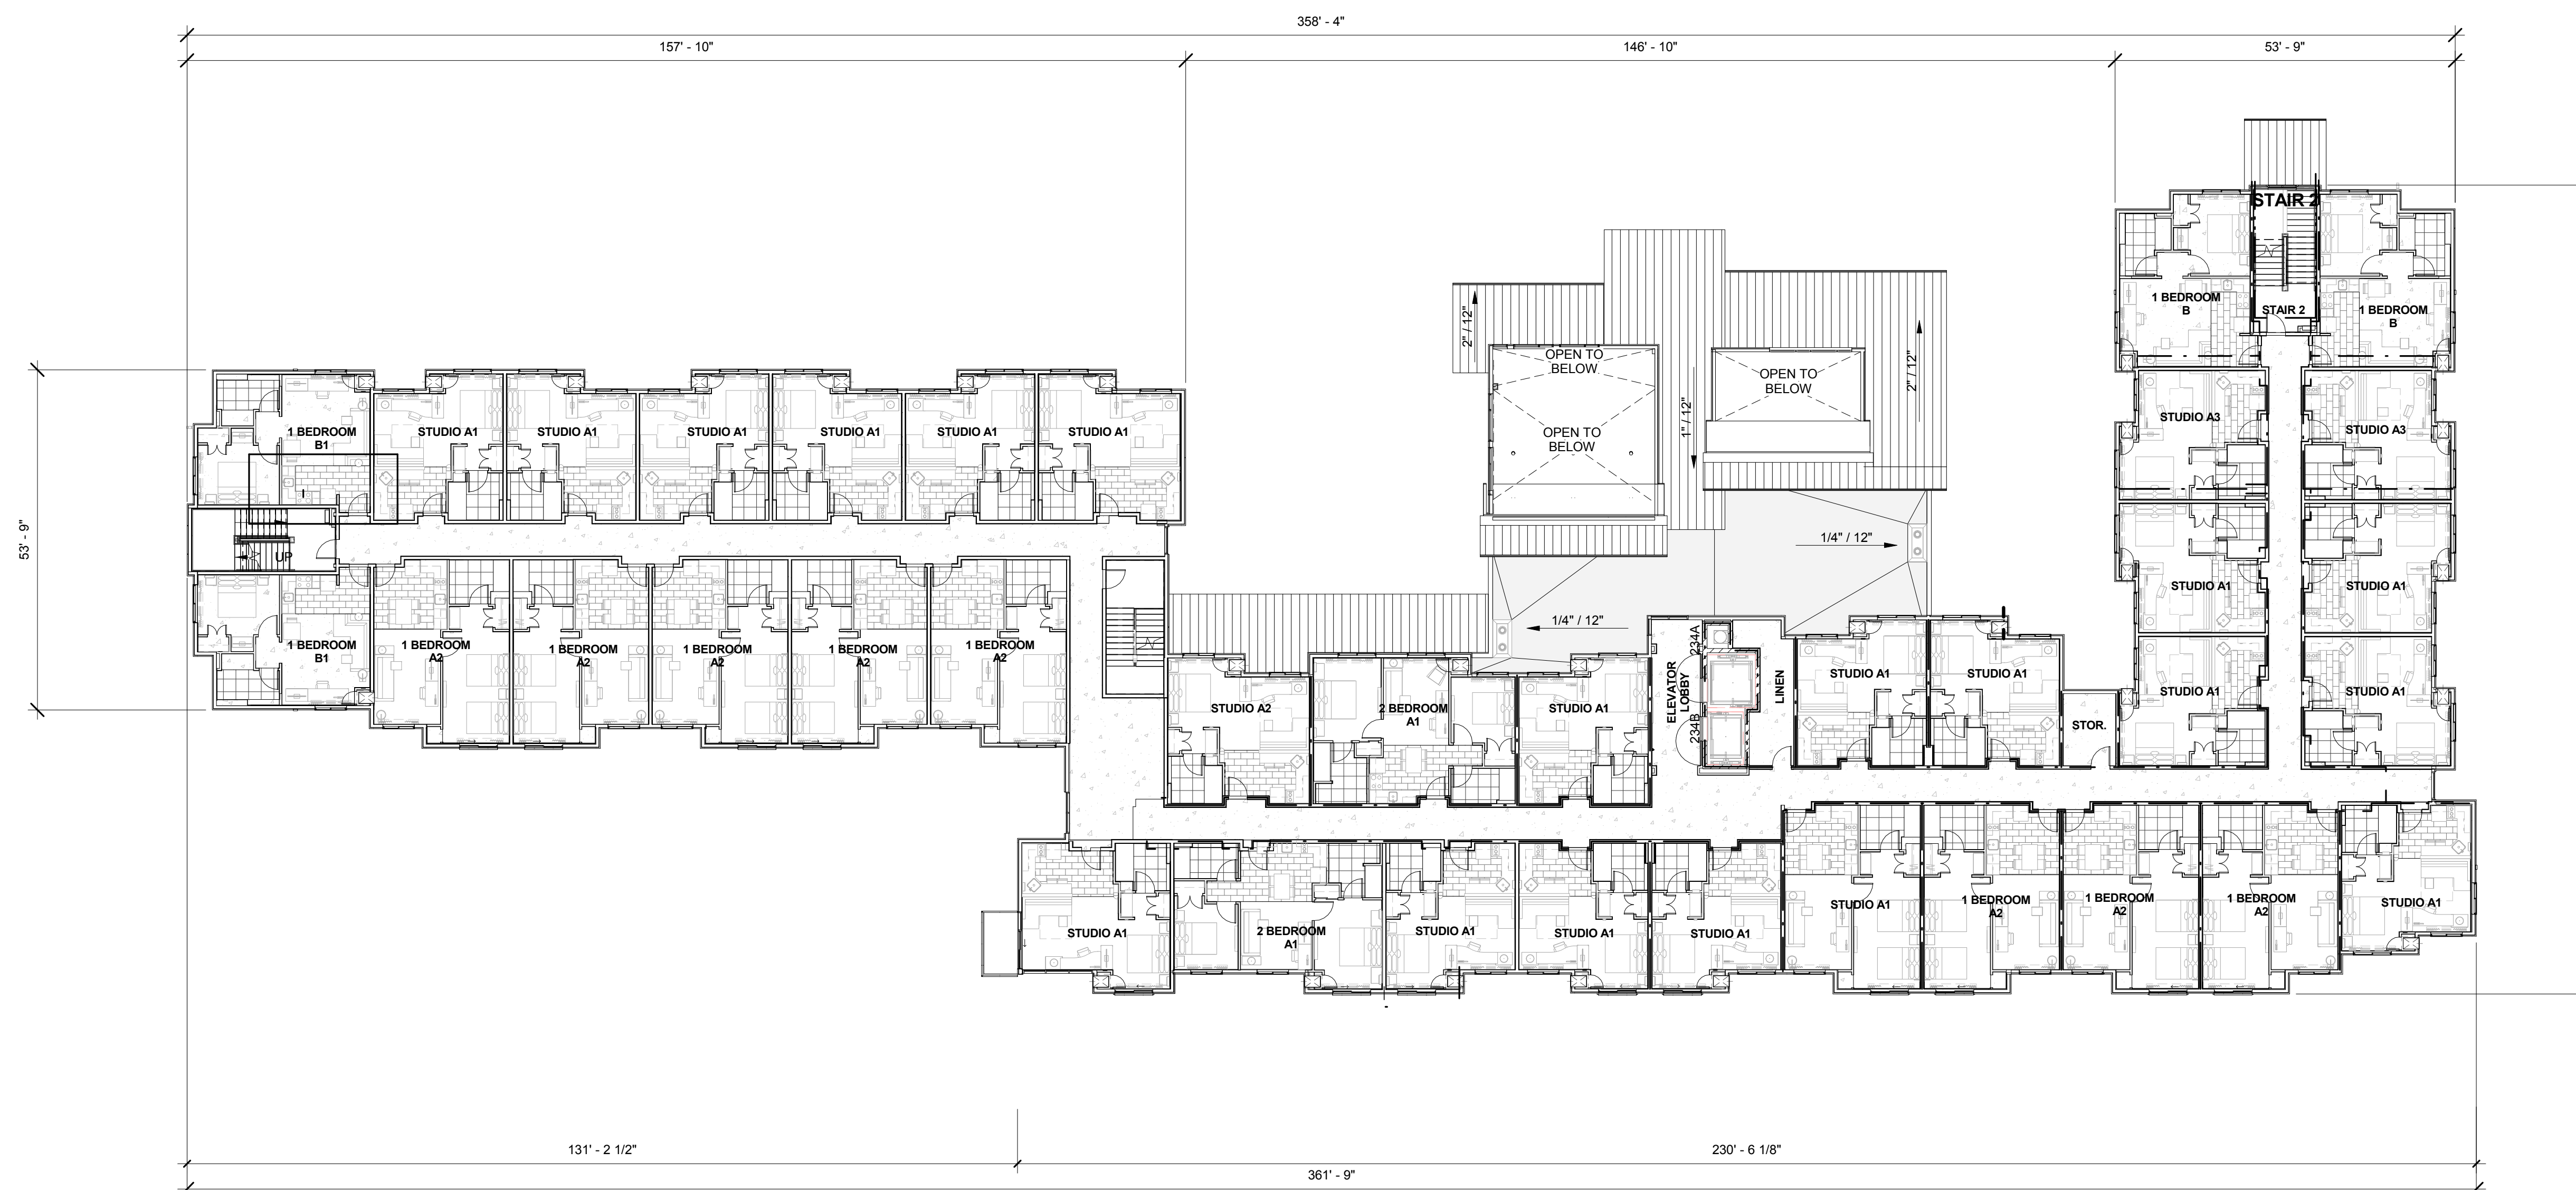 358' - 4"
157' - 10"
146' - 10"
53' - 9"
STAIR 2
1 BEDROOM
B
STAIR 2
1 BEDROOM
B
2" / 12"
OPEN TO
BELOW
OPEN TO
BELOW
1" / 12"
OPEN TO
BELOW
2" / 12"
53' - 9"
1 BEDROOM
B1
STUDIO A1
STUDIO A1
STUDIO A1
STUDIO A1
STUDIO A1
STUDIO A1
STUDIO A3
STUDIO A3
UP
1/4" / 12"
1/4" / 12"
STUDIO A1
STUDIO A1
1 BEDROOM
B1
1 BEDROOM
A2
1 BEDROOM
A2
1 BEDROOM
A2
1 BEDROOM
A2
1 BEDROOM
A2
STUDIO A2
2 BEDROOM
A1
STUDIO A1
ELEVATOR
LOBBY
234A
234B
LINEN
STUDIO A1
STUDIO A1
STOR.
STUDIO A1
STUDIO A1
STUDIO A1
2 BEDROOM
A1
STUDIO A1
STUDIO A1
STUDIO A1
STUDIO A1
1 BEDROOM
A2
1 BEDROOM
A2
1 BEDROOM
A2
STUDIO A1
131' - 2 1/2"
230' - 6 1/8"
361' - 9"